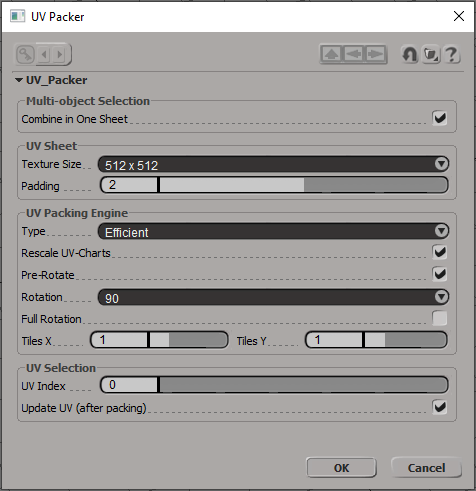 UV Packer
UV_Packer
Multi-object Selection
Combine in One Sheet
UV Sheet
Texture Size 512 x 512
Padding 2
UV Packing Engine
Type Efficient
Rescale UV-Charts
Pre-Rotate
Rotation 90
Full Rotation
Tiles X 1 Tiles Y 1
UV Selection
UV Index 0
Update UV (after packing)
OK Cancel